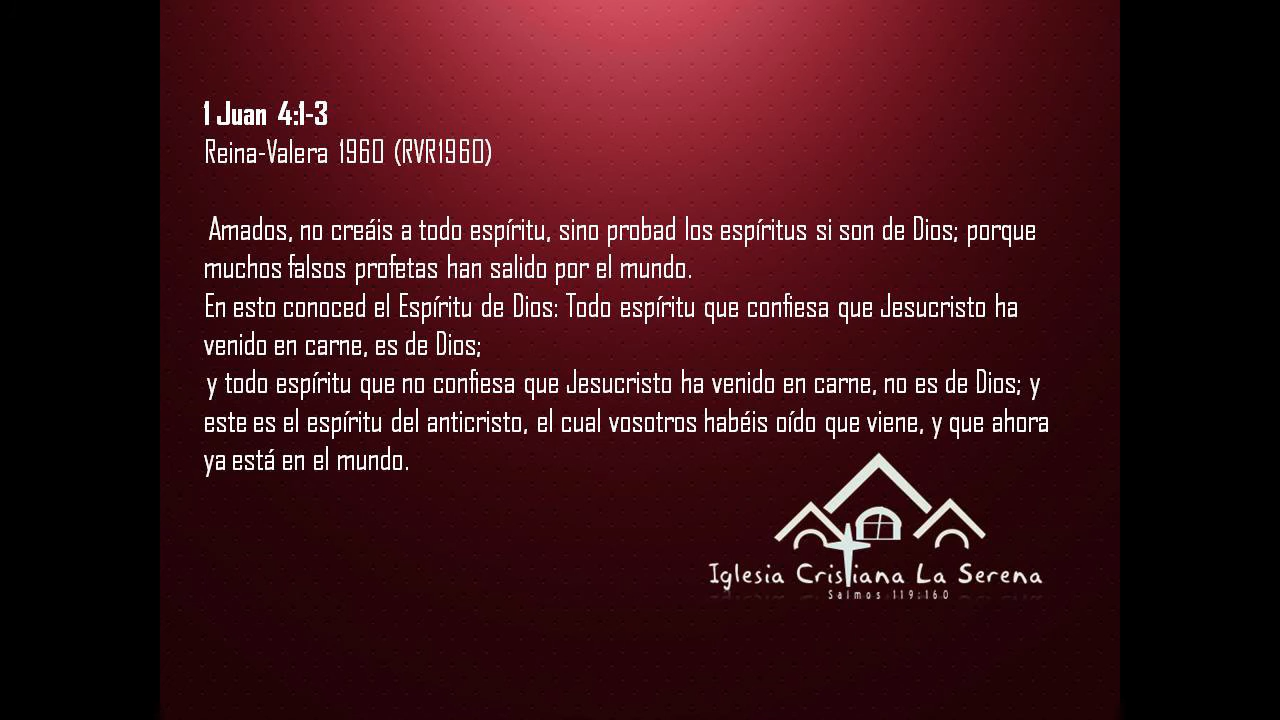 1 Juan 4:1-3
Reina-Valera 1960 (RVR1960)
Amados, no creáis a todo espíritu, sino probad los espíritus si son de Dios; porque
muchos falsos profetas han salido por el mundo.
En esto conoced el Espíritu de Dios: Todo espíritu que confiesa que Jesucristo ha
venido en carne, es de Dios;
y todo espíritu que no confiesa que Jesucristo ha venido en carne, no es de Dios; y
este es el espíritu del anticristo, el cual vosotros habéis oído que viene, y que ahora
ya está en el mundo.
Iglesia Cristiana La Serena
Salmos 119:160